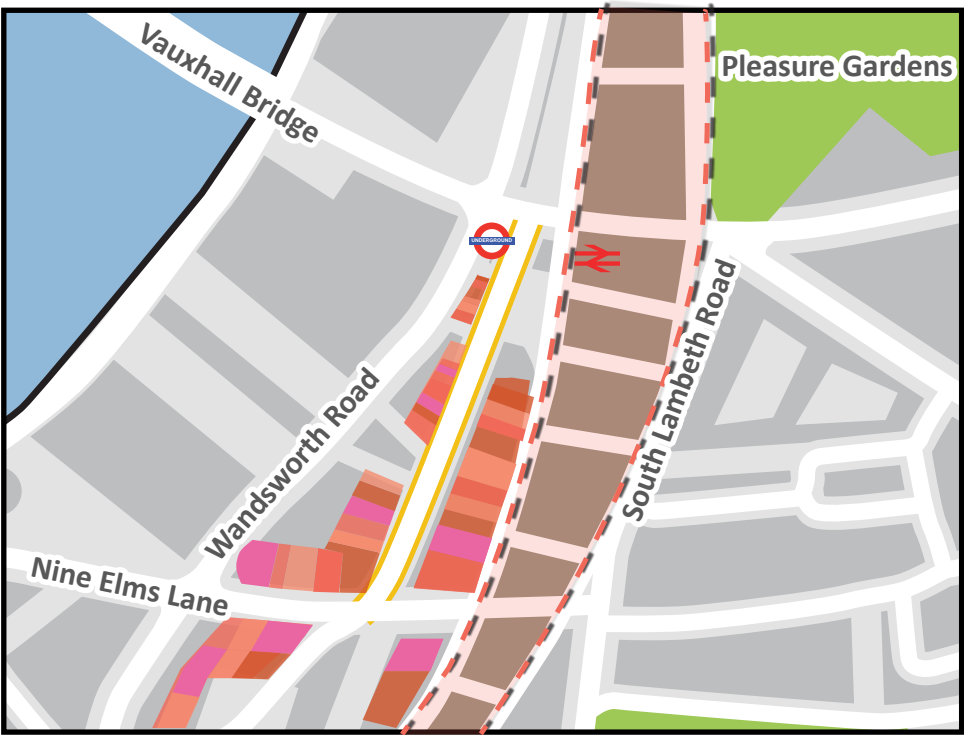 Vauxhall Bridge
Pleasure Gardens
UNDERGROUND
South Lambeth Road
Wandsworth Road
Nine Elms Lane